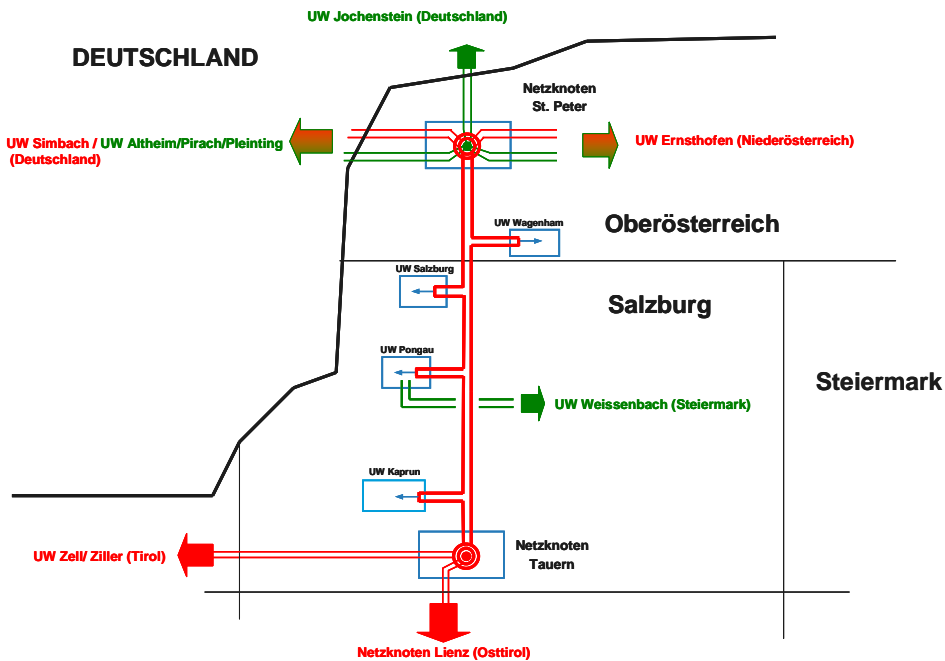 UW Jochenstein (Deutschland)
DEUTSCHLAND
Netzknoten
St. Peter
UW Simbach / UW Altheim/Pirach/Pleinting
(Deutschland)
UW Ernsthofen (Niederösterreich)
UW Wagenham
Oberösterreich
UW Salzburg
Salzburg
UW Pongau
Steiermark
UW Weissenbach (Steiermark)
UW Kaprun
Netzknoten
Tauern
UW Zell/ Ziller (Tirol)
Netzknoten Lienz (Osttirol)